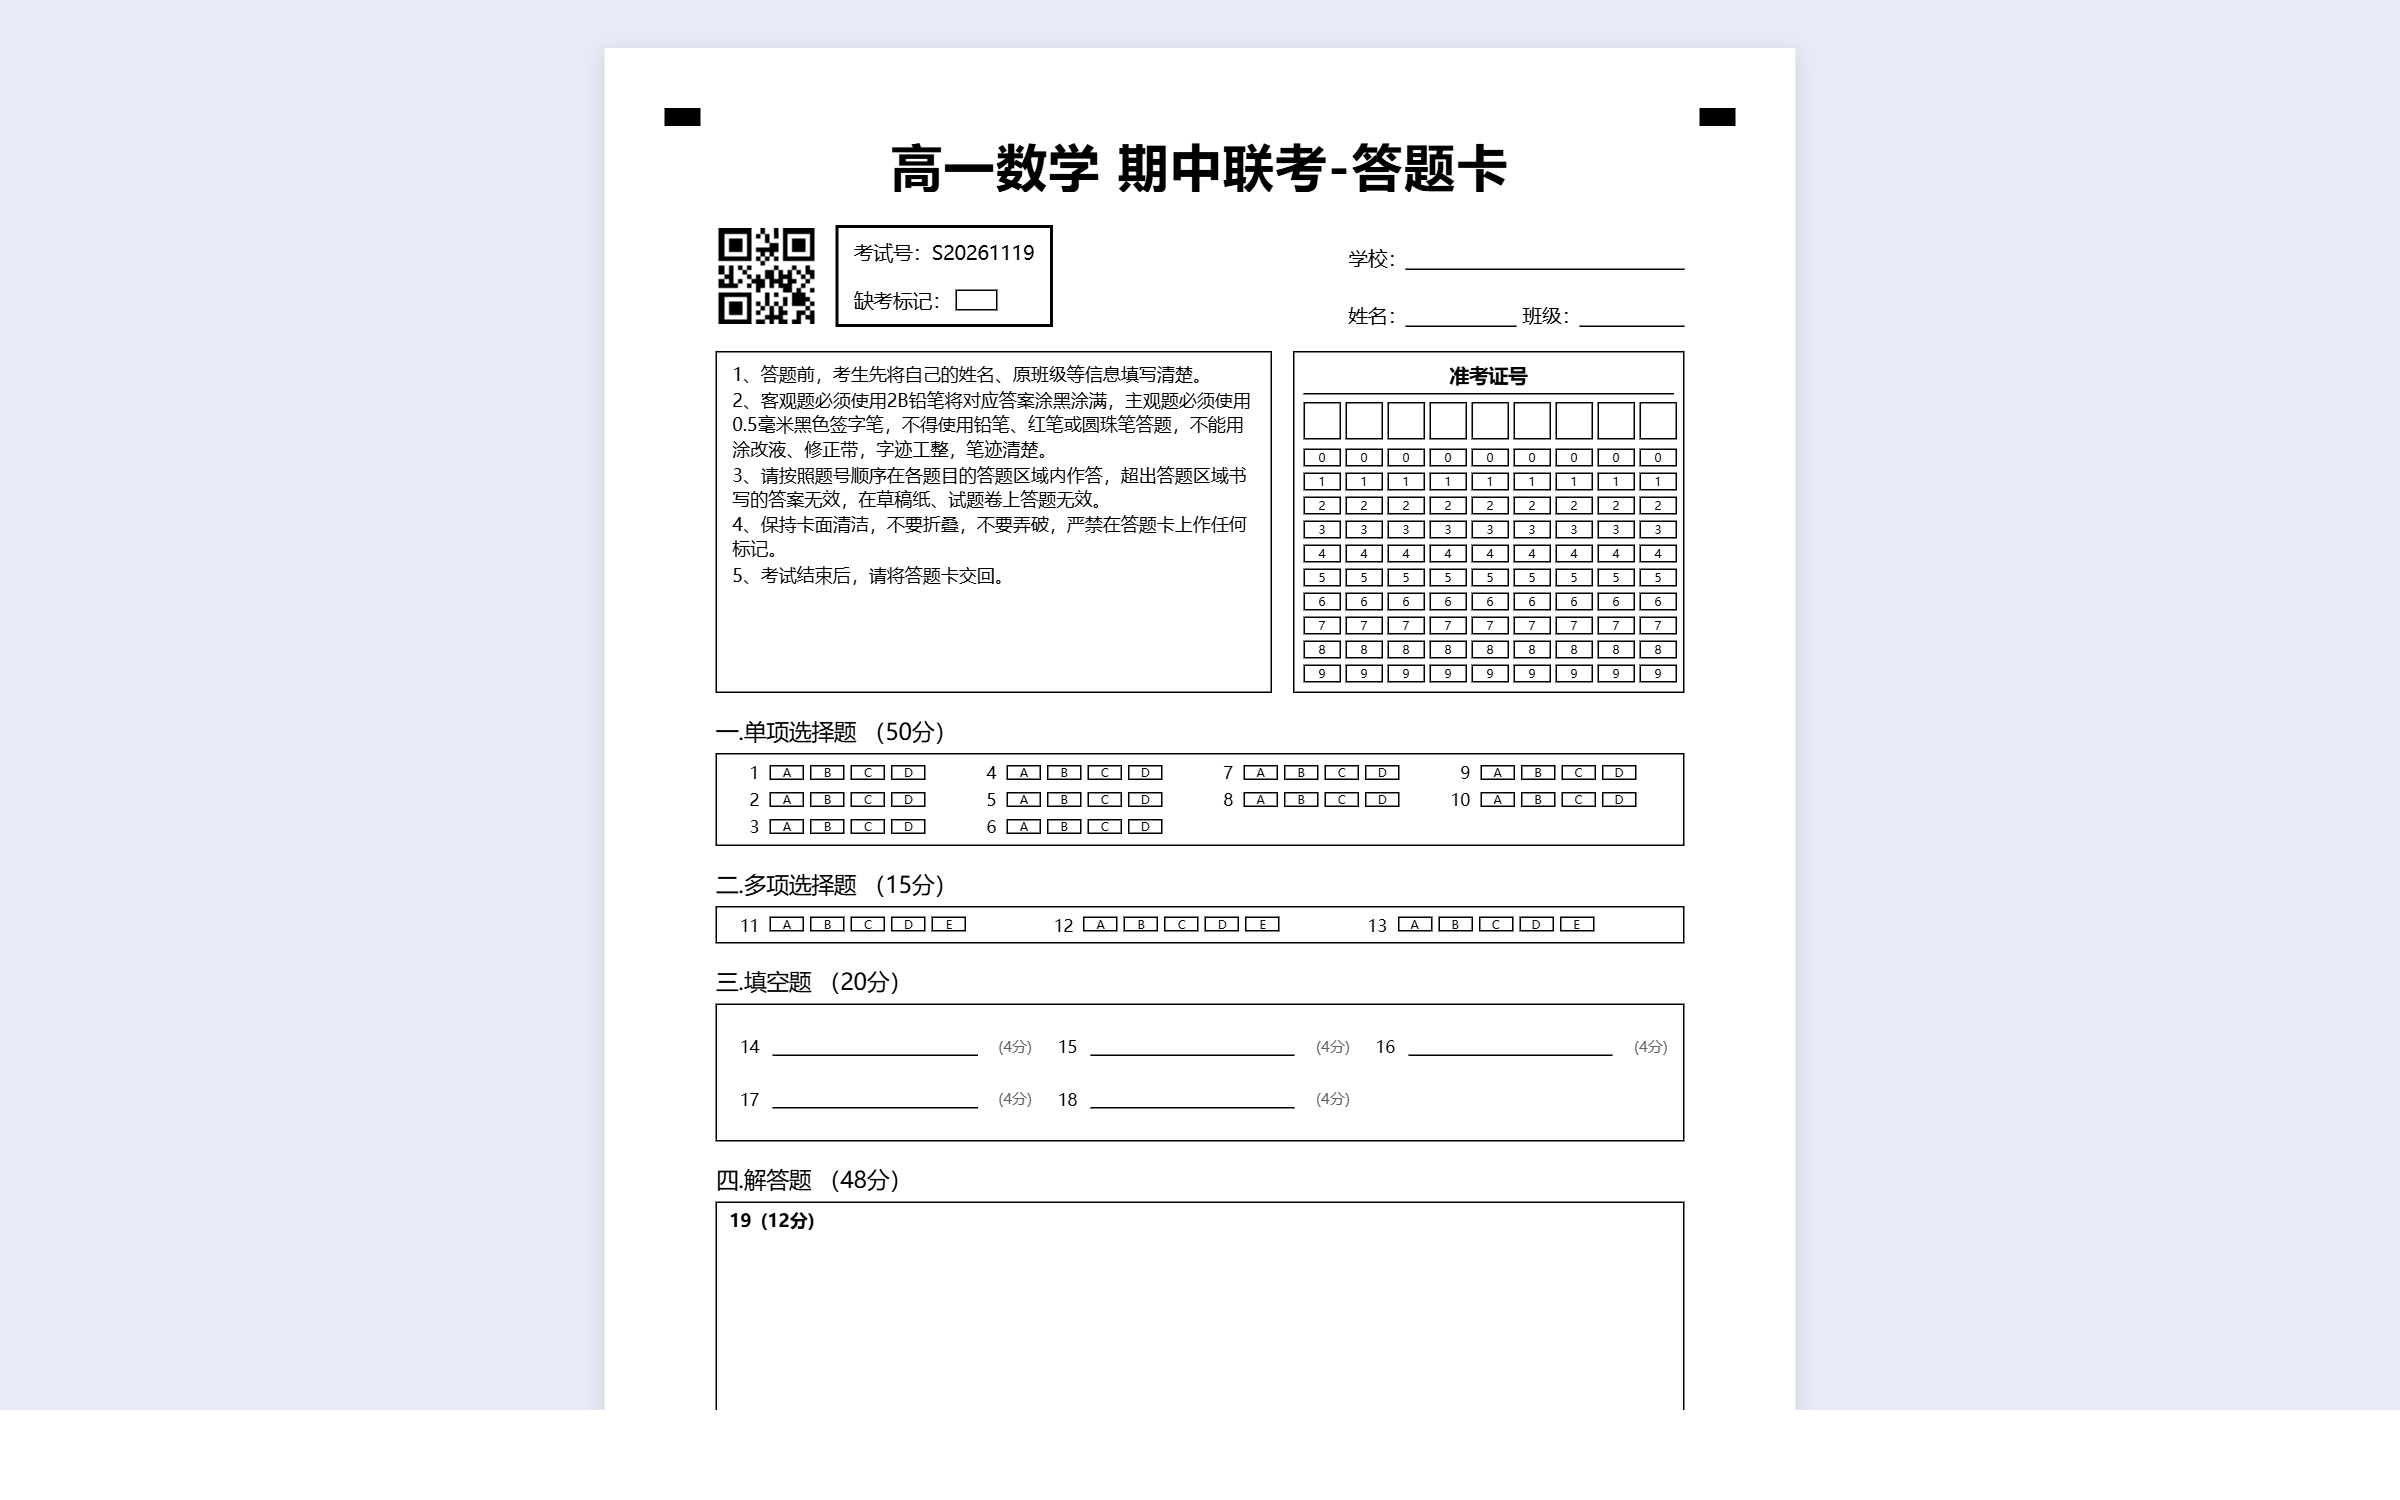 高一数学 期中联考-答题卡
考试号：S20261119
缺考标记：
学校：
姓名： 班级：
1、答题前，考生先将自己的姓名、原班级等信息填写清楚。
2、客观题必须使用2B铅笔将对应答案涂黑涂满，主观题必须使用
0.5毫米黑色签字笔，不得使用铅笔、红笔或圆珠笔答题，不能用
涂改液、修正带，字迹工整，笔迹清楚。
3、请按照题号顺序在各题目的答题区域内作答，超出答题区域书
写的答案无效，在草稿纸、试题卷上答题无效。
4、保持卡面清洁，不要折叠，不要弄破，严禁在答题卡上作任何
标记。
5、考试结束后，请将答题卡交回。
准考证号
0 0 0 0 0 0 0 0 0
1 1 1 1 1 1 1 1 1
2 2 2 2 2 2 2 2 2
3 3 3 3 3 3 3 3 3
4 4 4 4 4 4 4 4 4
5 5 5 5 5 5 5 5 5
6 6 6 6 6 6 6 6 6
7 7 7 7 7 7 7 7 7
8 8 8 8 8 8 8 8 8
9 9 9 9 9 9 9 9 9
一.单项选择题 （50分）
1 A B C D 4 A B C D 7 A B C D 9 A B C D
2 A B C D 5 A B C D 8 A B C D 10 A B C D
3 A B C D 6 A B C D
二.多项选择题 （15分）
11 A B C D E 12 A B C D E 13 A B C D E
三.填空题 （20分）
14 (4分) 15 (4分) 16 (4分)
17 (4分) 18 (4分)
四.解答题 （48分）
19 (12分)